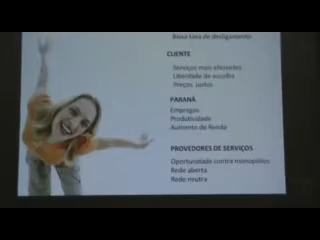 Baixa taxa de desligamento
CLIENTE
Serviços mais eficientes
Liberdade de escolha
Preços justos
PARANÁ
Empregos
Produtividade
Aumento da Renda
PROVEDORES DE SERVIÇOS
Oportunidade contra monopólios
Rede aberta
Rede neutra